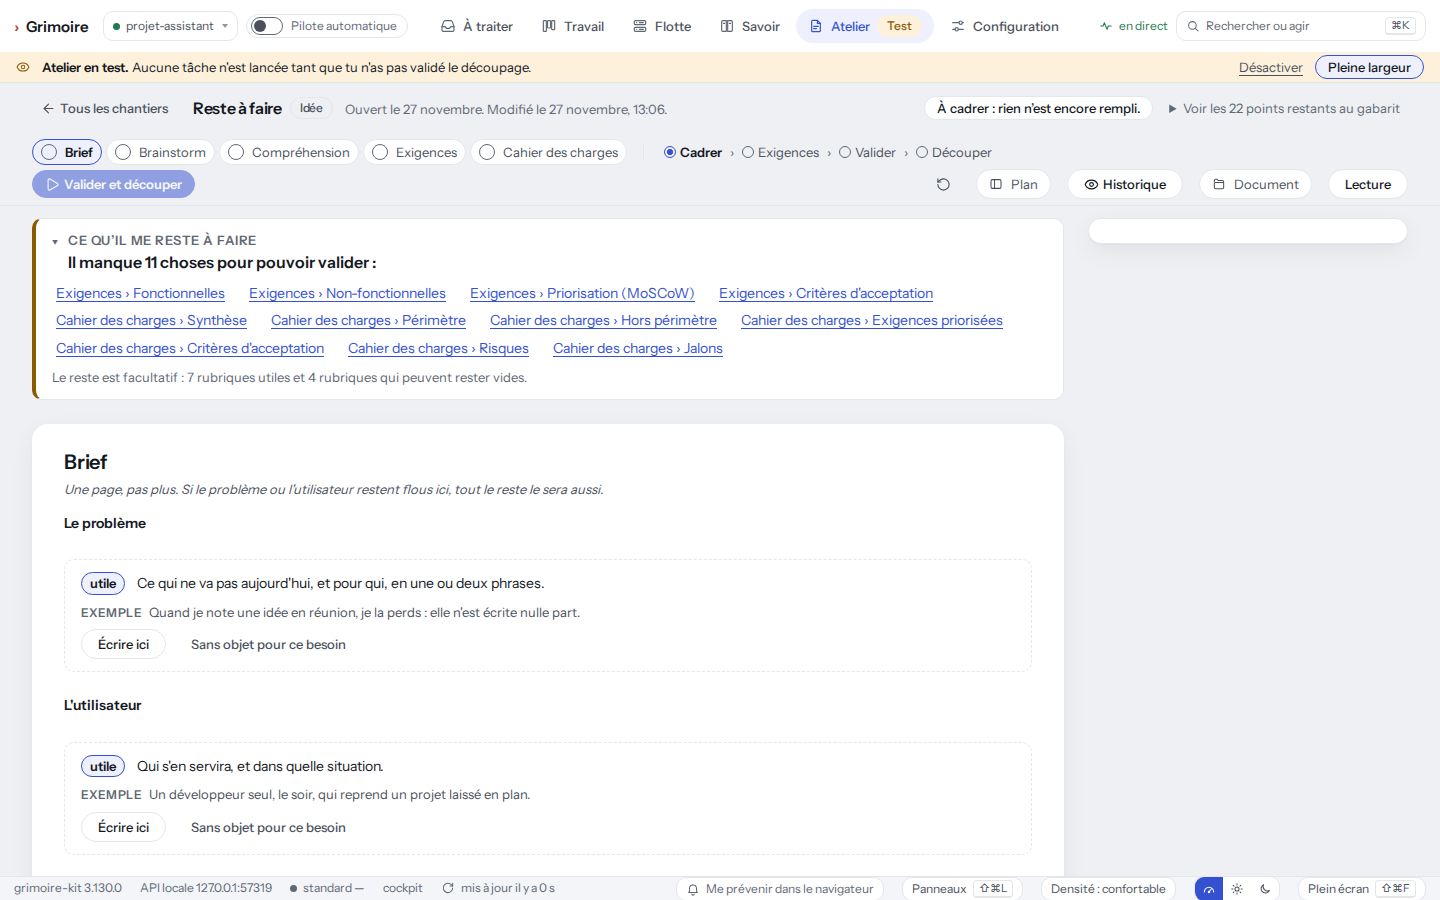 › Grimoire projet-assistant Pilote automatique À traiter Travail Flotte Savoir Atelier Test Configuration en direct Rechercher ou agir ⌘K
Atelier en test. Aucune tâche n'est lancée tant que tu n'as pas validé le découpage. Désactiver Pleine largeur
← Tous les chantiers Reste à faire Idée Ouvert le 27 novembre. Modifié le 27 novembre, 13:06. À cadrer : rien n'est encore rempli. ▶ Voir les 22 points restants au gabarit
Brief Brainstorm Compréhension Exigences Cahier des charges Cadrer › Exigences › Valider › Découper
Valider et découper Plan Historique Document Lecture
CE QU'IL ME RESTE À FAIRE
Il manque 11 choses pour pouvoir valider :
Exigences › Fonctionnelles Exigences › Non-fonctionnelles Exigences › Priorisation (MoSCoW) Exigences › Critères d'acceptation
Cahier des charges › Synthèse Cahier des charges › Périmètre Cahier des charges › Hors périmètre Cahier des charges › Exigences priorisées
Cahier des charges › Critères d'acceptation Cahier des charges › Risques Cahier des charges › Jalons
Le reste est facultatif : 7 rubriques utiles et 4 rubriques qui peuvent rester vides.
Brief
Une page, pas plus. Si le problème ou l'utilisateur restent flous ici, tout le reste le sera aussi.
Le problème
utile Ce qui ne va pas aujourd'hui, et pour qui, en une ou deux phrases.
EXEMPLE Quand je note une idée en réunion, je la perds : elle n'est écrite nulle part.
Écrire ici Sans objet pour ce besoin
L'utilisateur
utile Qui s'en servira, et dans quelle situation.
EXEMPLE Un développeur seul, le soir, qui reprend un projet laissé en plan.
Écrire ici Sans objet pour ce besoin
grimoire-kit 3.130.0 API locale 127.0.0.1:57319 standard — cockpit mis à jour il y a 0 s Me prévenir dans le navigateur Panneaux ⇧⌘L Densité : confortable Plein écran ⇧⌘F